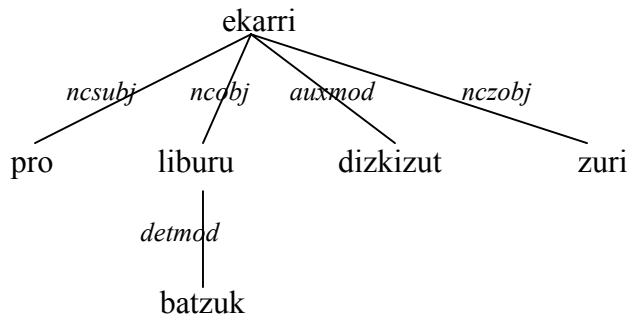 ekarri
ncsubj ncobj auxmod nczobj
pro liburu dizkizut zuri
detmod
batzuk